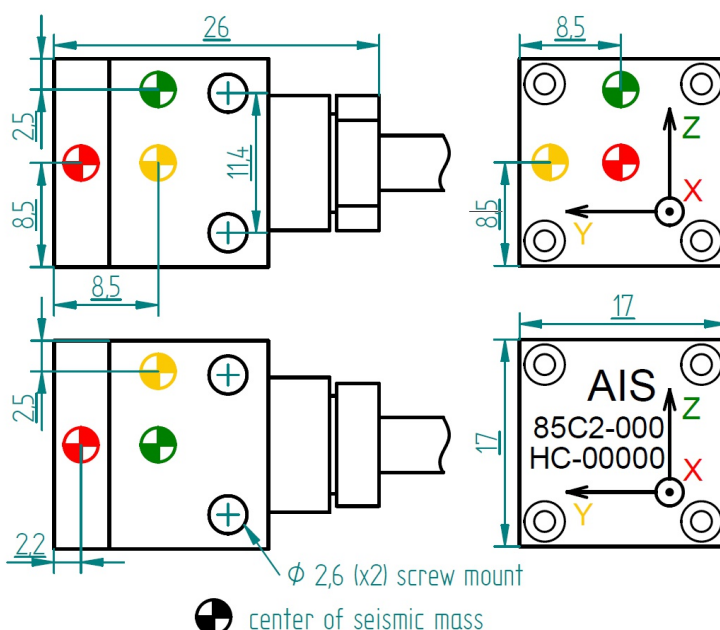 26
8,5
2,5
8,5
11,4
8,5
Z
X
Y
8,5
17
2,5
17
AIS
85C2-000
HC-00000
Z
X
Y
2,2
Φ 2,6 (x2) screw mount
center of seismic mass